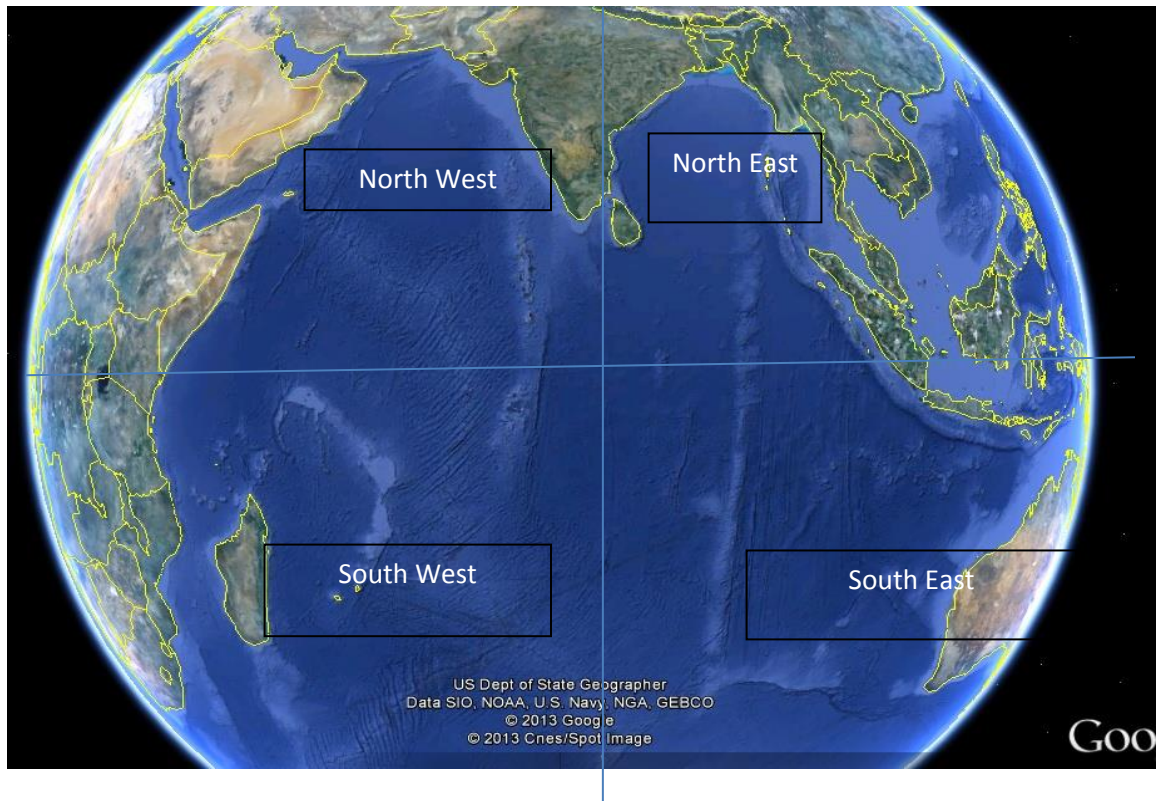 North West
North East
South West
South East
US Dept of State Geographer
Data SIO, NOAA, U.S. Navy, NGA, GEBCO
© 2013 Google
© 2013 Cnes/Spot Image
Goo